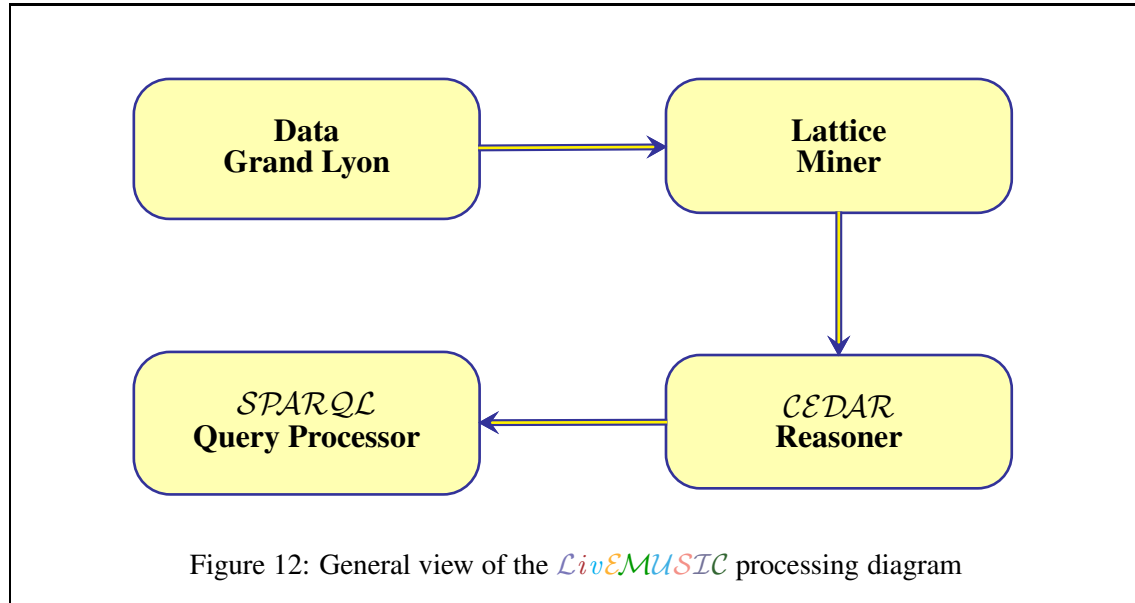 Data
Grand Lyon
Lattice
Miner
SPARQL
Query Processor
CEDAR
Reasoner
Figure 12: General view of the LivEMUSIC processing diagram